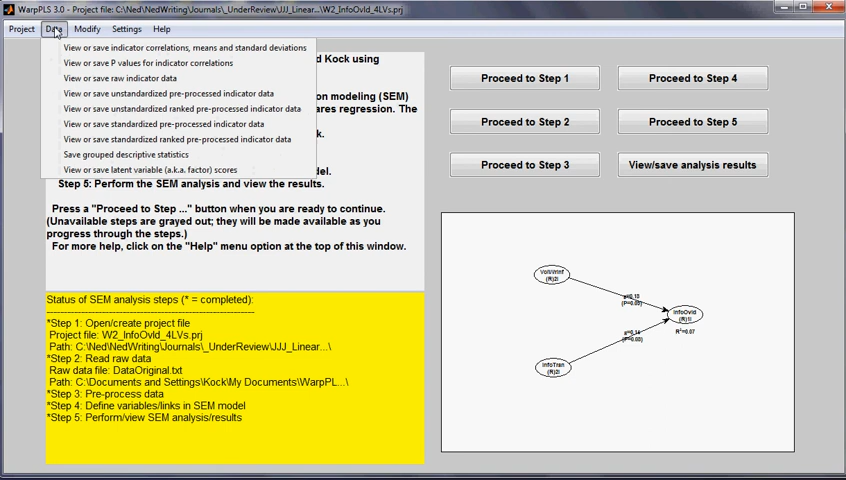 WarpPLS 3.0 - Project file: C:\Ned\NedWriting\Journals\_UnderReview\JJJ_Linear...\W2_InfoOvld_4LVs.prj
Project Data Modify Settings Help
View or save indicator correlations, means and standard deviations
View or save P values for indicator correlations
View or save raw indicator data
View or save unstandardized pre-processed indicator data
View or save unstandardized ranked pre-processed indicator data
View or save standardized pre-processed indicator data
View or save standardized ranked pre-processed indicator data
Save grouped descriptive statistics
View or save latent variable (a.k.a. factor) scores
d Kock using
on modeling (SEM)
ares regression. The
k.
del.
Step 5: Perform the SEM analysis and view the results.
Press a "Proceed to Step ..." button when you are ready to continue.
(Unavailable steps are grayed out; they will be made available as you
progress through the steps.)
For more help, click on the "Help" menu option at the top of this window.
Proceed to Step 1
Proceed to Step 4
Proceed to Step 2
Proceed to Step 5
Proceed to Step 3
View/save analysis results
Status of SEM analysis steps (* = completed):
*Step 1: Open/create project file
Project file: W2_InfoOvld_4LVs.prj
Path: C:\Ned\NedWriting\Journals\_UnderReview\JJJ_Linear...\
*Step 2: Read raw data
Raw data file: DataOriginal.txt
Path: C:\Documents and Settings\Kock\My Documents\WarpPL...\
*Step 3: Pre-process data
*Step 4: Define variables/links in SEM model
*Step 5: Perform/view SEM analysis/results
(R)2i
InfoOvld
(R)1i
R²=0.07
InfoTran
(R)2i